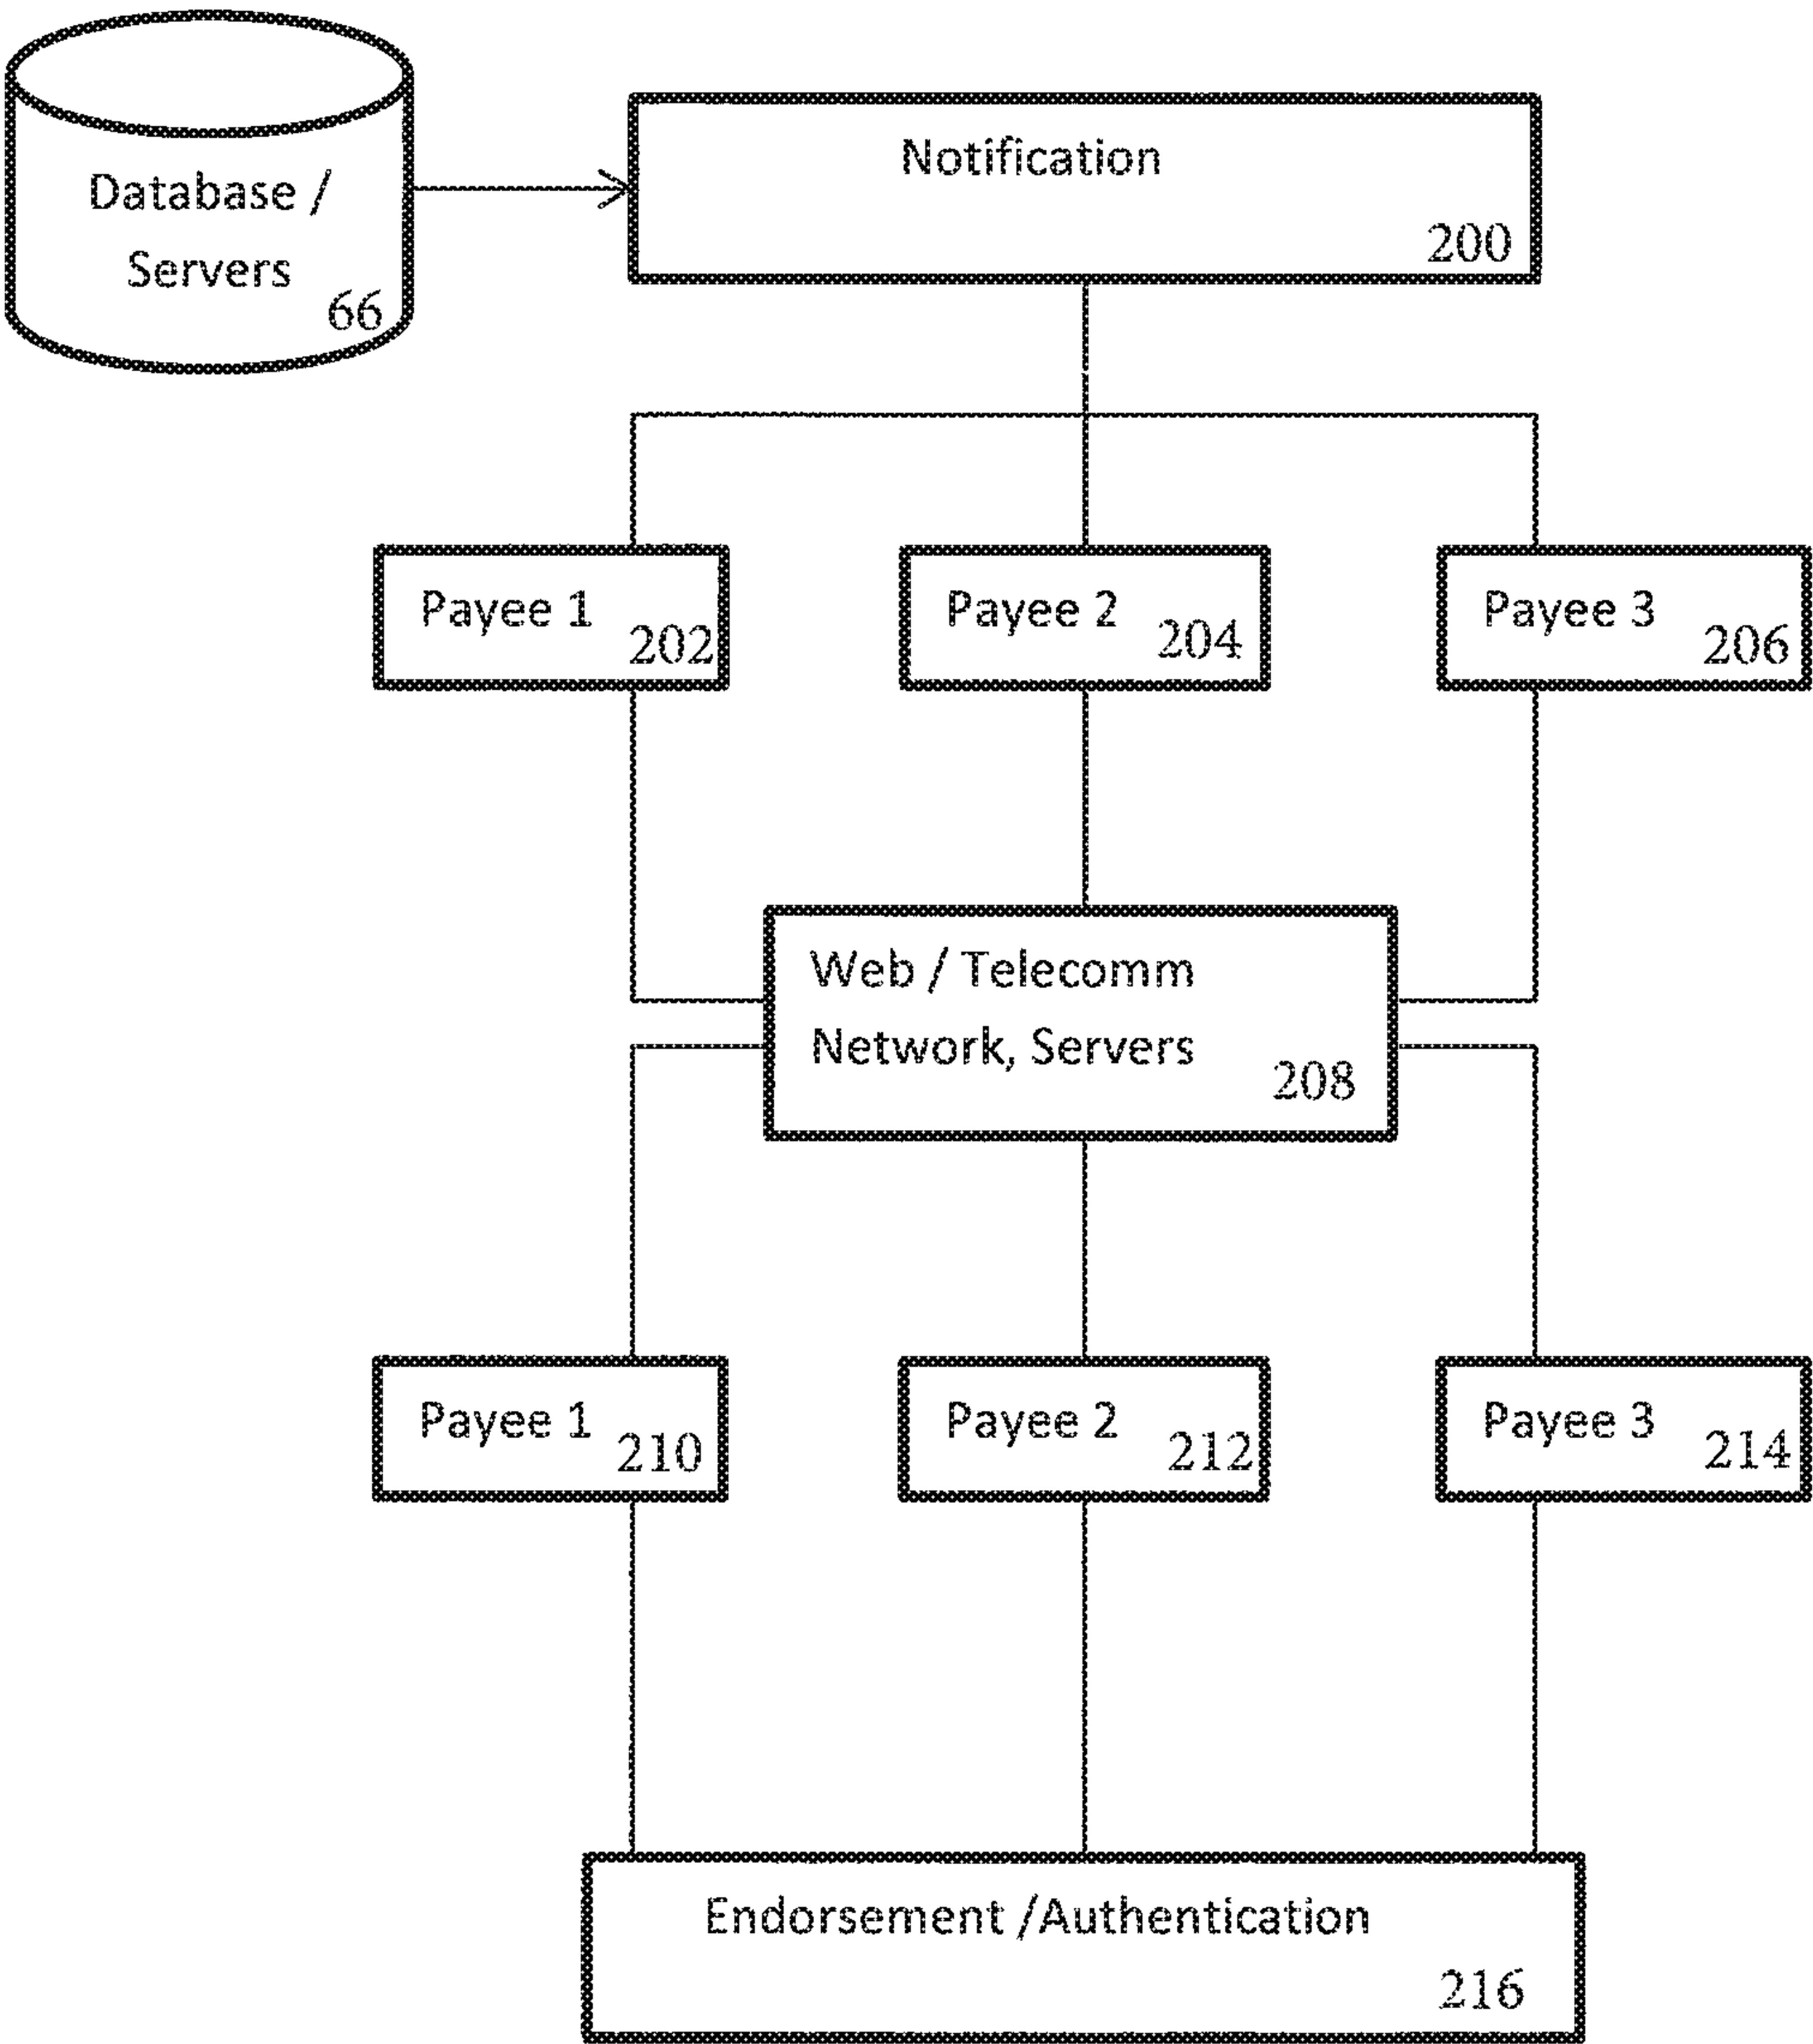 Database /
Servers
66
Notification
200
Payee 1
202
Payee 2
204
Payee 3
206
Web / Telecomm
Network, Servers
208
Payee 1
210
Payee 2
212
Payee 3
214
Endorsement /Authentication
216